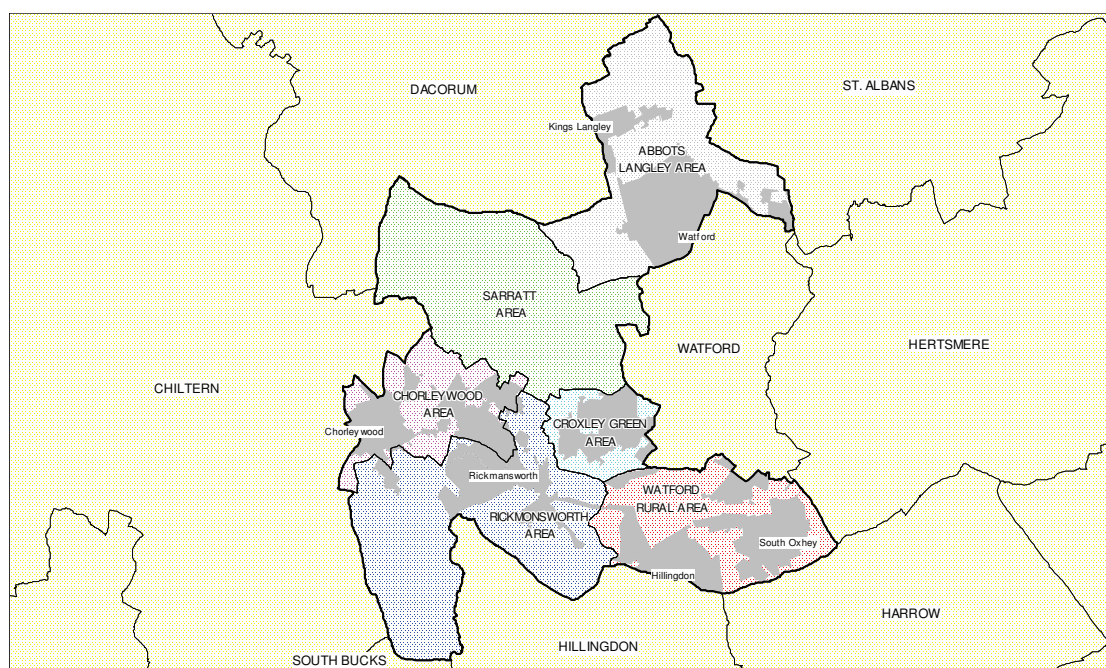 DACORUM
ST. ALBANS
Kings Langley
ABBOTS
LANGLEY AREA
Watford
SARRATT
AREA
WATFORD
HERTSMERE
CHILTERN
CHORLEYWOOD
AREA
Chorleywood
CROXLEY GREEN
AREA
Rickmansworth
WATFORD
RURAL AREA
RICKMONSWORTH
AREA
South Oxhey
Hillingdon
HARROW
HILLINGDON
SOUTH BUCKS